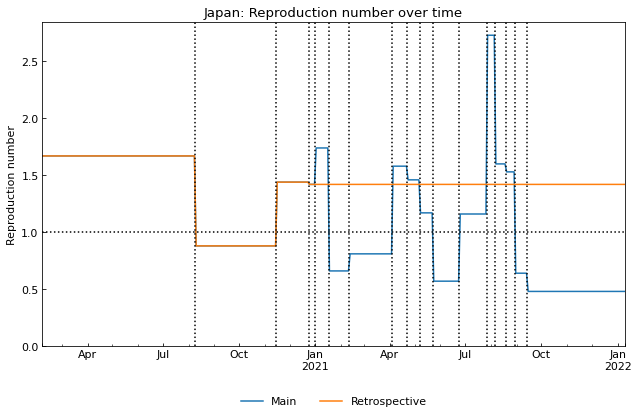 Japan: Reproduction number over time
Reproduction number
2.5
2.0
1.5
1.0
0.5
0.0
Apr Jul Oct Jan Apr Jul Oct Jan
2021 2022
Main Retrospective